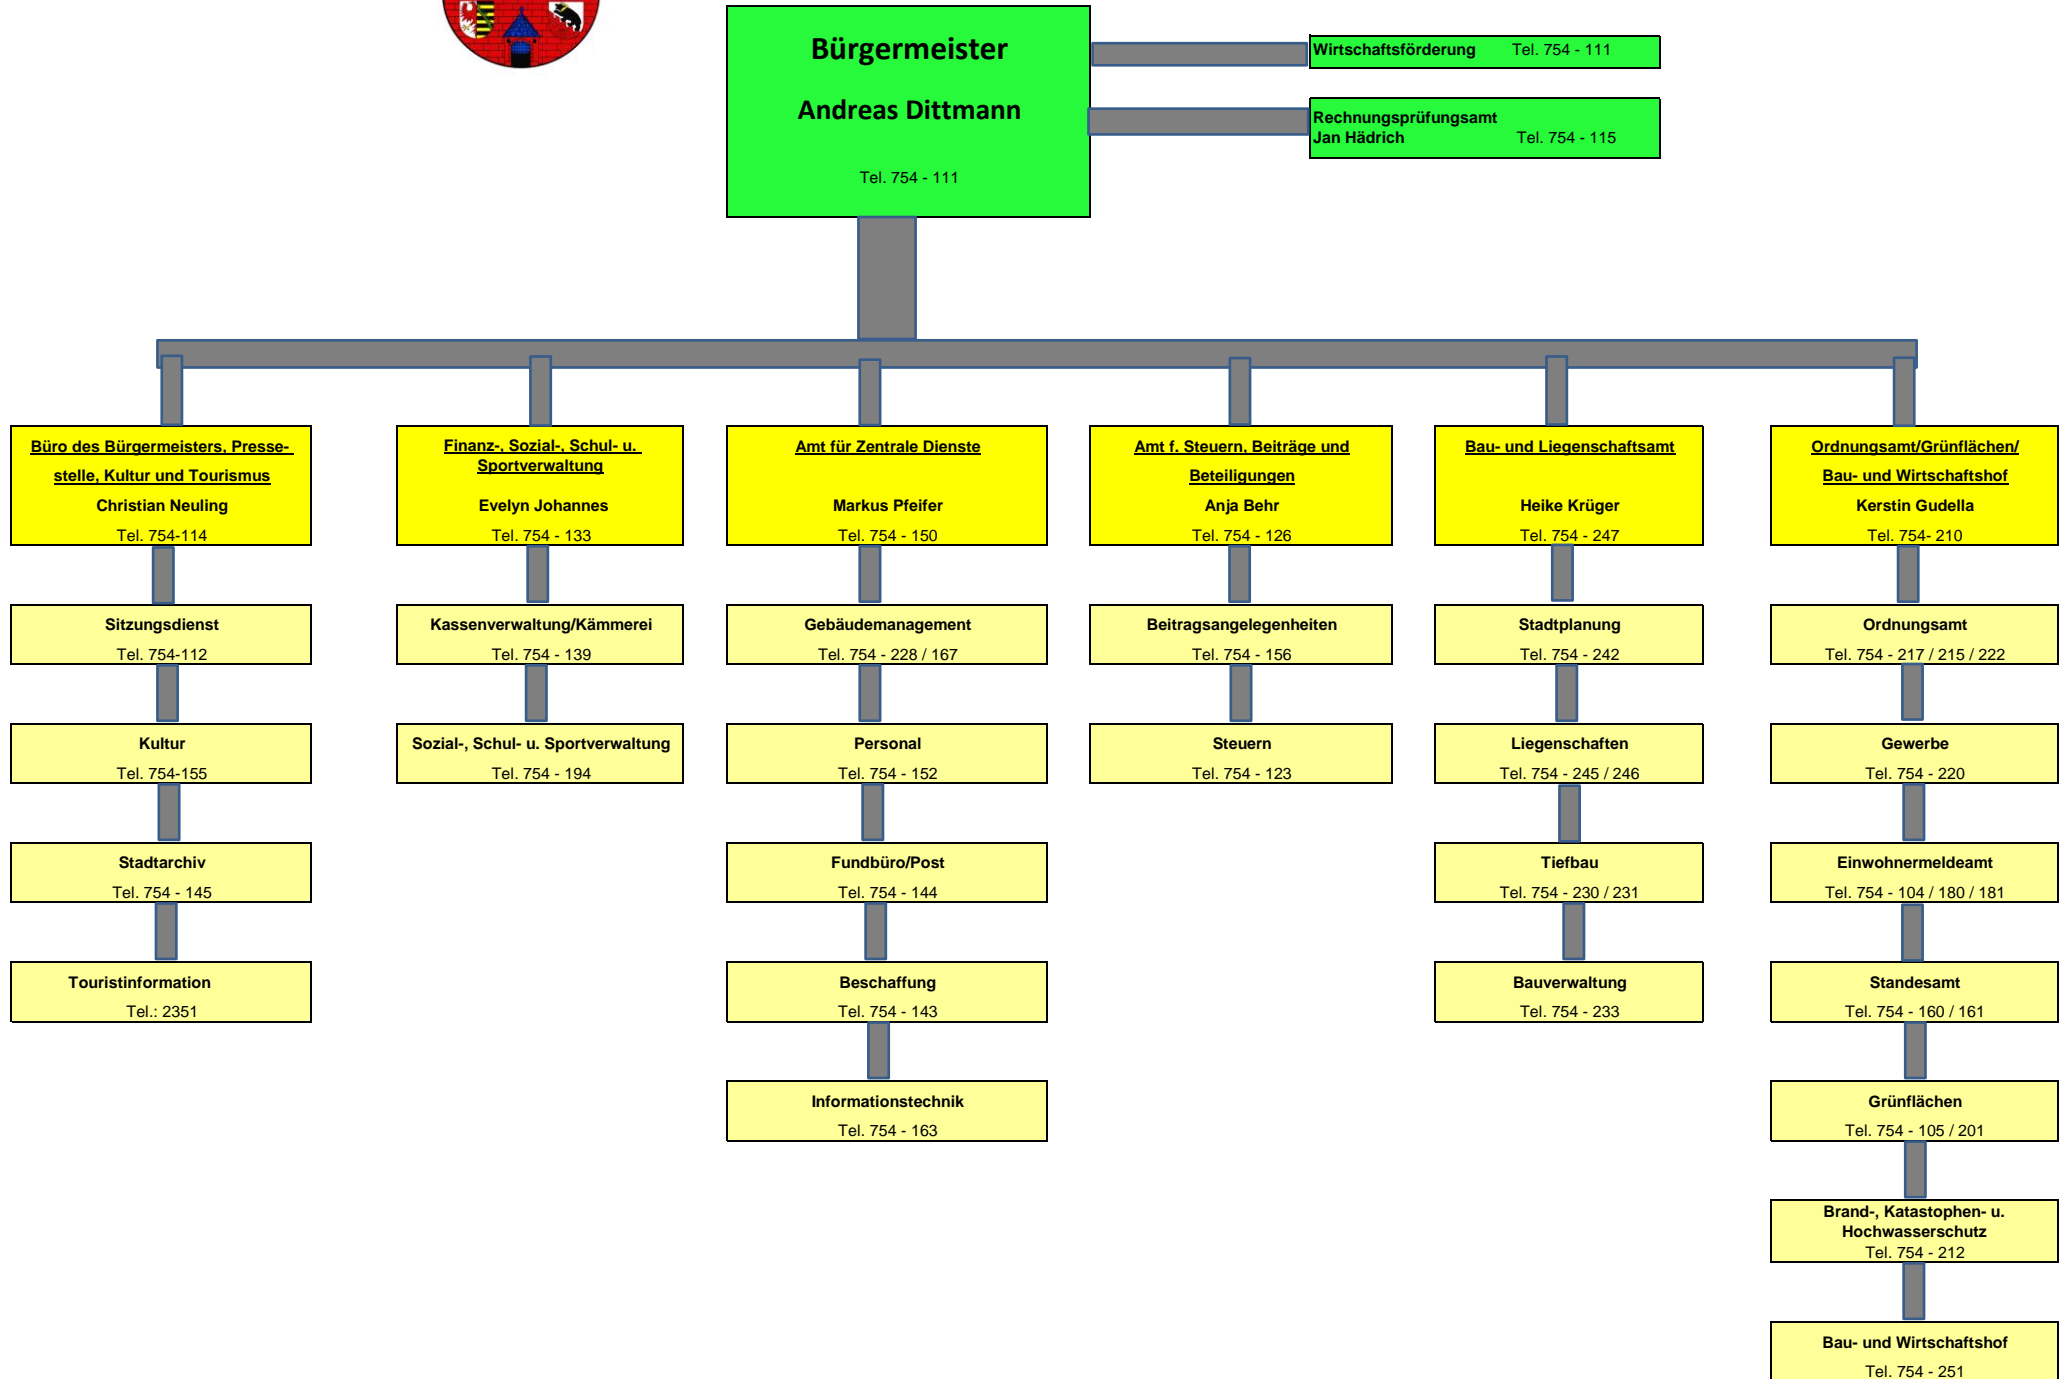 Bürgermeister
Andreas Dittmann
Tel. 754 - 111
Wirtschaftsförderung Tel. 754 - 111
Rechnungsprüfungsamt
Jan Hädrich Tel. 754 - 115
Büro des Bürgermeisters, Presse-
stelle, Kultur und Tourismus
Christian Neuling
Tel. 754-114
Sitzungsdienst
Tel. 754-112
Kultur
Tel. 754-155
Stadtarchiv
Tel. 754 - 145
Touristinformation
Tel.: 2351
Finanz-, Sozial-, Schul- u.
Sportverwaltung
Evelyn Johannes
Tel. 754 - 133
Kassenverwaltung/Kämmerei
Tel. 754 - 139
Sozial-, Schul- u. Sportverwaltung
Tel. 754 - 194
Amt für Zentrale Dienste
Markus Pfeifer
Tel. 754 - 150
Gebäudemanagement
Tel. 754 - 228 / 167
Personal
Tel. 754 - 152
Fundbüro/Post
Tel. 754 - 144
Beschaffung
Tel. 754 - 143
Informationstechnik
Tel. 754 - 163
Amt f. Steuern, Beiträge und
Beteiligungen
Anja Behr
Tel. 754 - 126
Beitragsangelegenheiten
Tel. 754 - 156
Steuern
Tel. 754 - 123
Bau- und Liegenschaftsamt
Heike Krüger
Tel. 754 - 247
Stadtplanung
Tel. 754 - 242
Liegenschaften
Tel. 754 - 245 / 246
Tiefbau
Tel. 754 - 230 / 231
Bauverwaltung
Tel. 754 - 233
Ordnungsamt/Grünflächen/
Bau- und Wirtschaftshof
Kerstin Gudella
Tel. 754- 210
Ordnungsamt
Tel. 754 - 217 / 215 / 222
Gewerbe
Tel. 754 - 220
Einwohnermeldeamt
Tel. 754 - 104 / 180 / 181
Standesamt
Tel. 754 - 160 / 161
Grünflächen
Tel. 754 - 105 / 201
Brand-, Katastophen- u.
Hochwasserschutz
Tel. 754 - 212
Bau- und Wirtschaftshof
Tel. 754 - 251